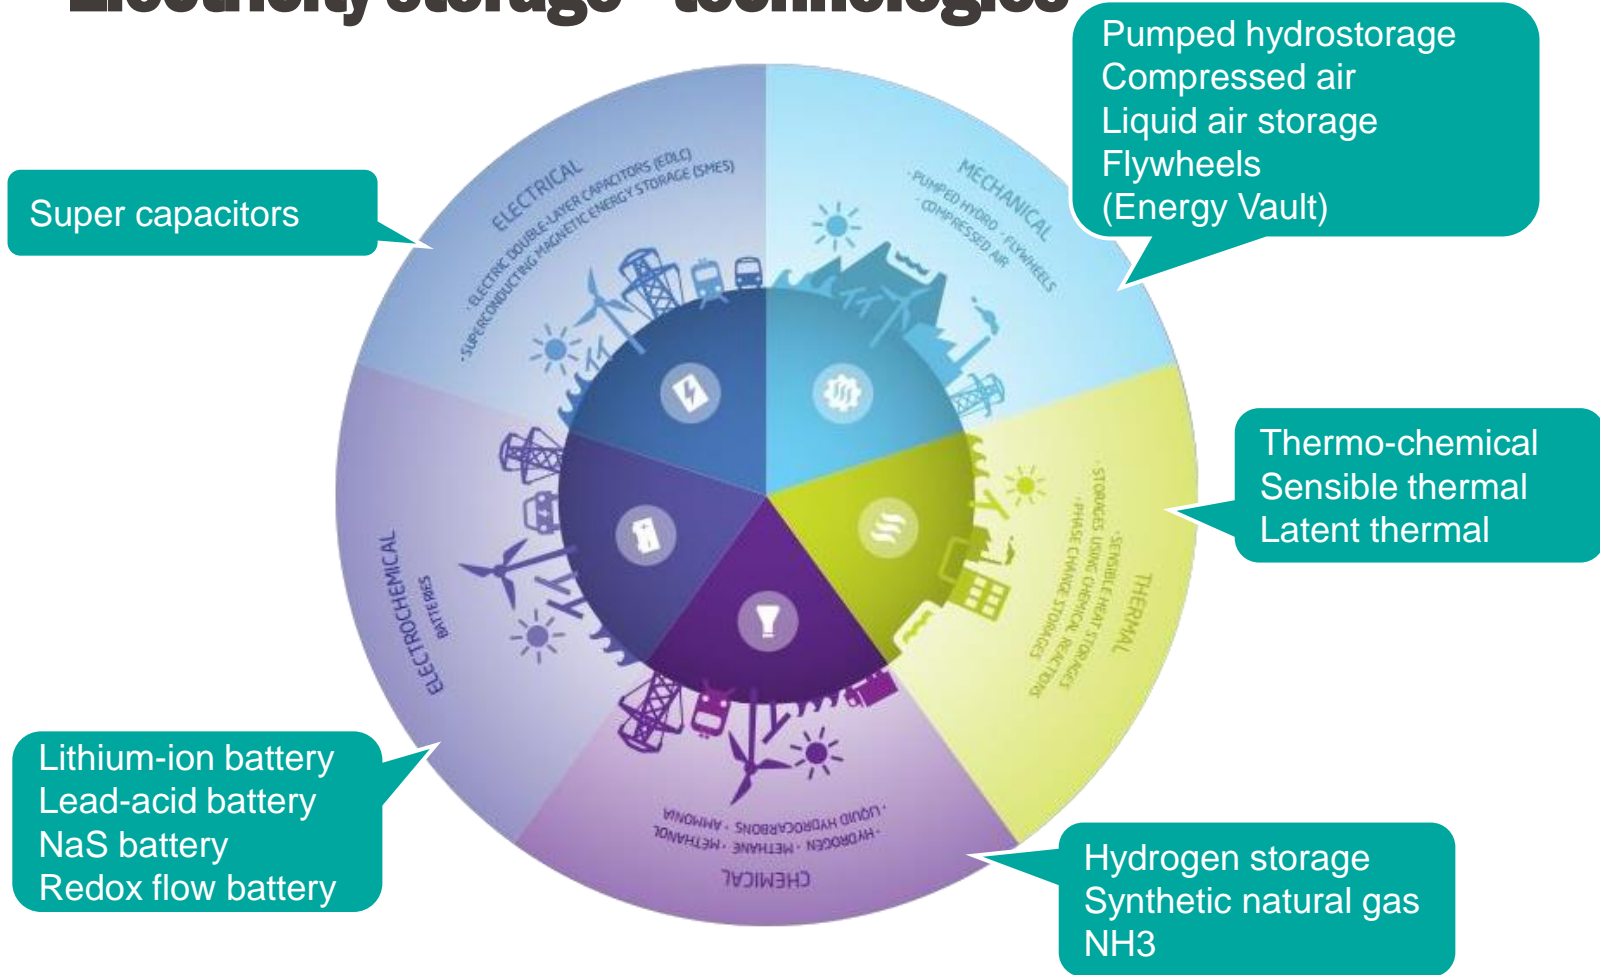 Electricity storage - technologies
Pumped hydrostorage
Compressed air
Liquid air storage
Flywheels
(Energy Vault)
Super capacitors
ELECTRICAL
· ELECTRIC DOUBLE-LAYER CAPACITORS (EDLC)
· SUPERCONDUCTING MAGNETIC ENERGY STORAGE (SMES)
MECHANICAL
· PUMPED HYDRO · FLYWHEELS
· COMPRESSED AIR
Thermo-chemical
Sensible thermal
Latent thermal
THERMAL
· SENSIBLE HEAT STORAGES
· STORAGES USING CHEMICAL REACTIONS
· PHASE CHANGE STORAGES
ELECTROCHEMICAL
BATTERIES
Lithium-ion battery
Lead-acid battery
NaS battery
Redox flow battery
CHEMICAL
· HYDROGEN · METHANE · METHANOL
· LIQUID HYDROCARBONS · AMMONIA
Hydrogen storage
Synthetic natural gas
NH3